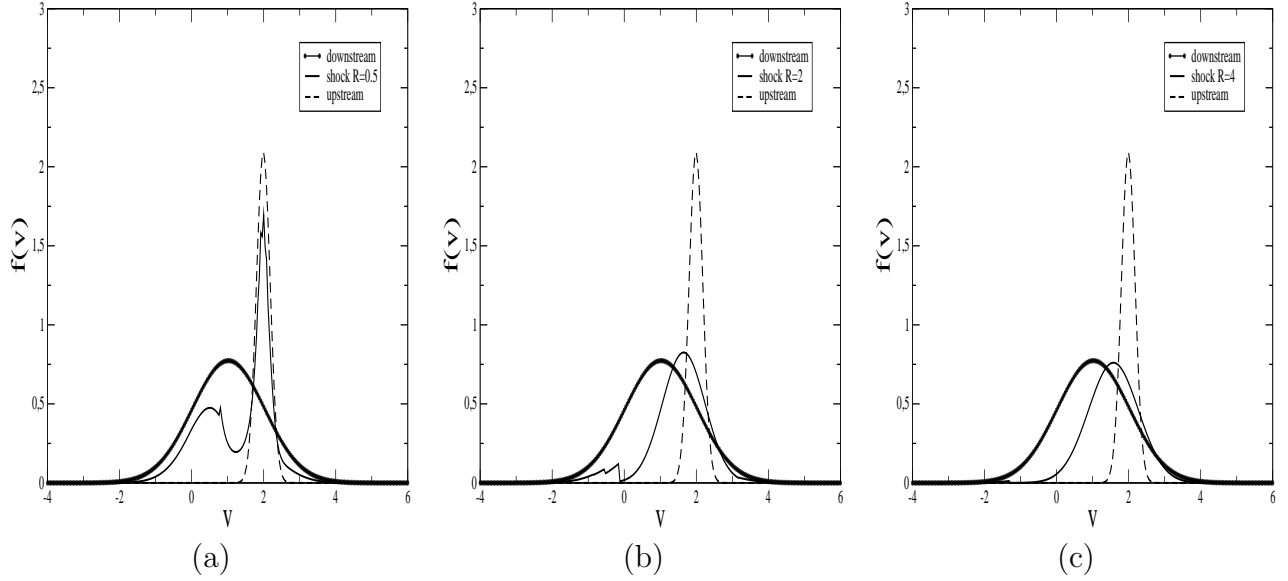 3
2,5
2
1,5
1
0,5
0
f(v)
-4
-2
0
2
4
6
V
downstream
shock R=0.5
upstream
(a)
3
2,5
2
1,5
1
0,5
0
f(v)
-4
-2
0
2
4
6
V
downstream
shock R=2
upstream
(b)
3
2,5
2
1,5
1
0,5
0
f(v)
-4
-2
0
2
4
6
V
downstream
shock R=4
upstream
(c)